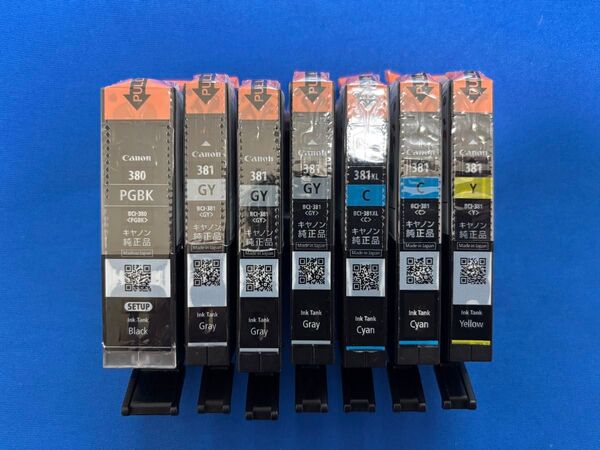 PULL
Canon
380
PGBK
BCI-380
<PGBK>
キヤノン
純正品
Made in Japan
SETUP
Ink Tank
Black
PULL
Canon
381
GY
BCI-381
<GY>
キヤノン
純正品
Made in Japan
Ink Tank
Gray
PULL
Canon
381
GY
BCI-381
<GY>
キヤノン
純正品
Made in Japan
Ink Tank
Gray
PULL
Canon
381
GY
BCI-381
<GY>
キヤノン
純正品
Made in Japan
Ink Tank
Gray
Canon
381XL
C
BCI-381XL
<C>
キヤノン
純正品
Made in Japan
Ink Tank
Cyan
PULL
Canon
381
C
BCI-381
<C>
キヤノン
純正品
Made in Japan
Ink Tank
Cyan
PULL
Canon
381
Y
BCI-381
<Y>
キヤノン
純正品
Made in Japan
Ink Tank
Yellow